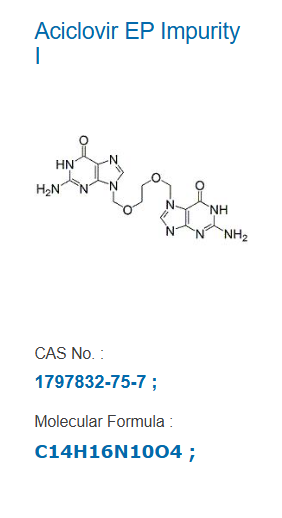 Aciclovir EP Impurity
I
O
HN
N
H2N
N
N
O
O
N
O
NH
N
N
NH2
CAS No. :
1797832-75-7 ;
Molecular Formula :
C14H16N10O4 ;